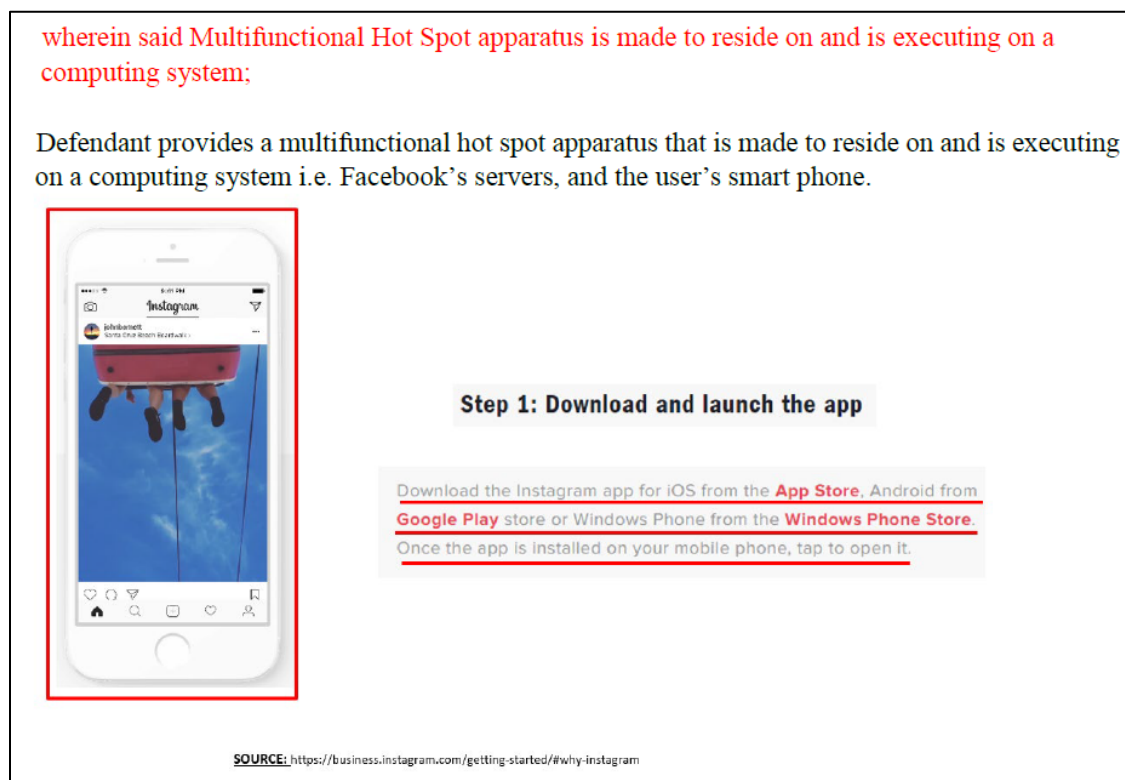 wherein said Multifunctional Hot Spot apparatus is made to reside on and is executing on a
computing system;
Defendant provides a multifunctional hot spot apparatus that is made to reside on and is executing
on a computing system i.e. Facebook's servers, and the user's smart phone.
Instagram
johnbarnett
Santa Cruz Beach Boardwalk ›
Step 1: Download and launch the app
Download the Instagram app for iOS from the App Store, Android from
Google Play store or Windows Phone from the Windows Phone Store.
Once the app is installed on your mobile phone, tap to open it.
SOURCE: https://business.instagram.com/getting-started/#why-instagram